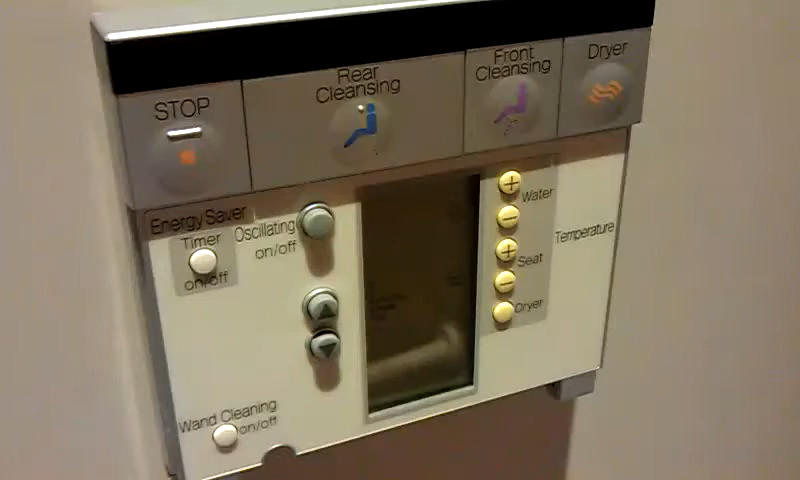 STOP
Rear
Cleansing
Front
Cleansing
Dryer
Energy Saver
Timer
on/off
Oscillating
on/off
Water
Seat
Dryer
Temperature
Wand Cleaning
on/off